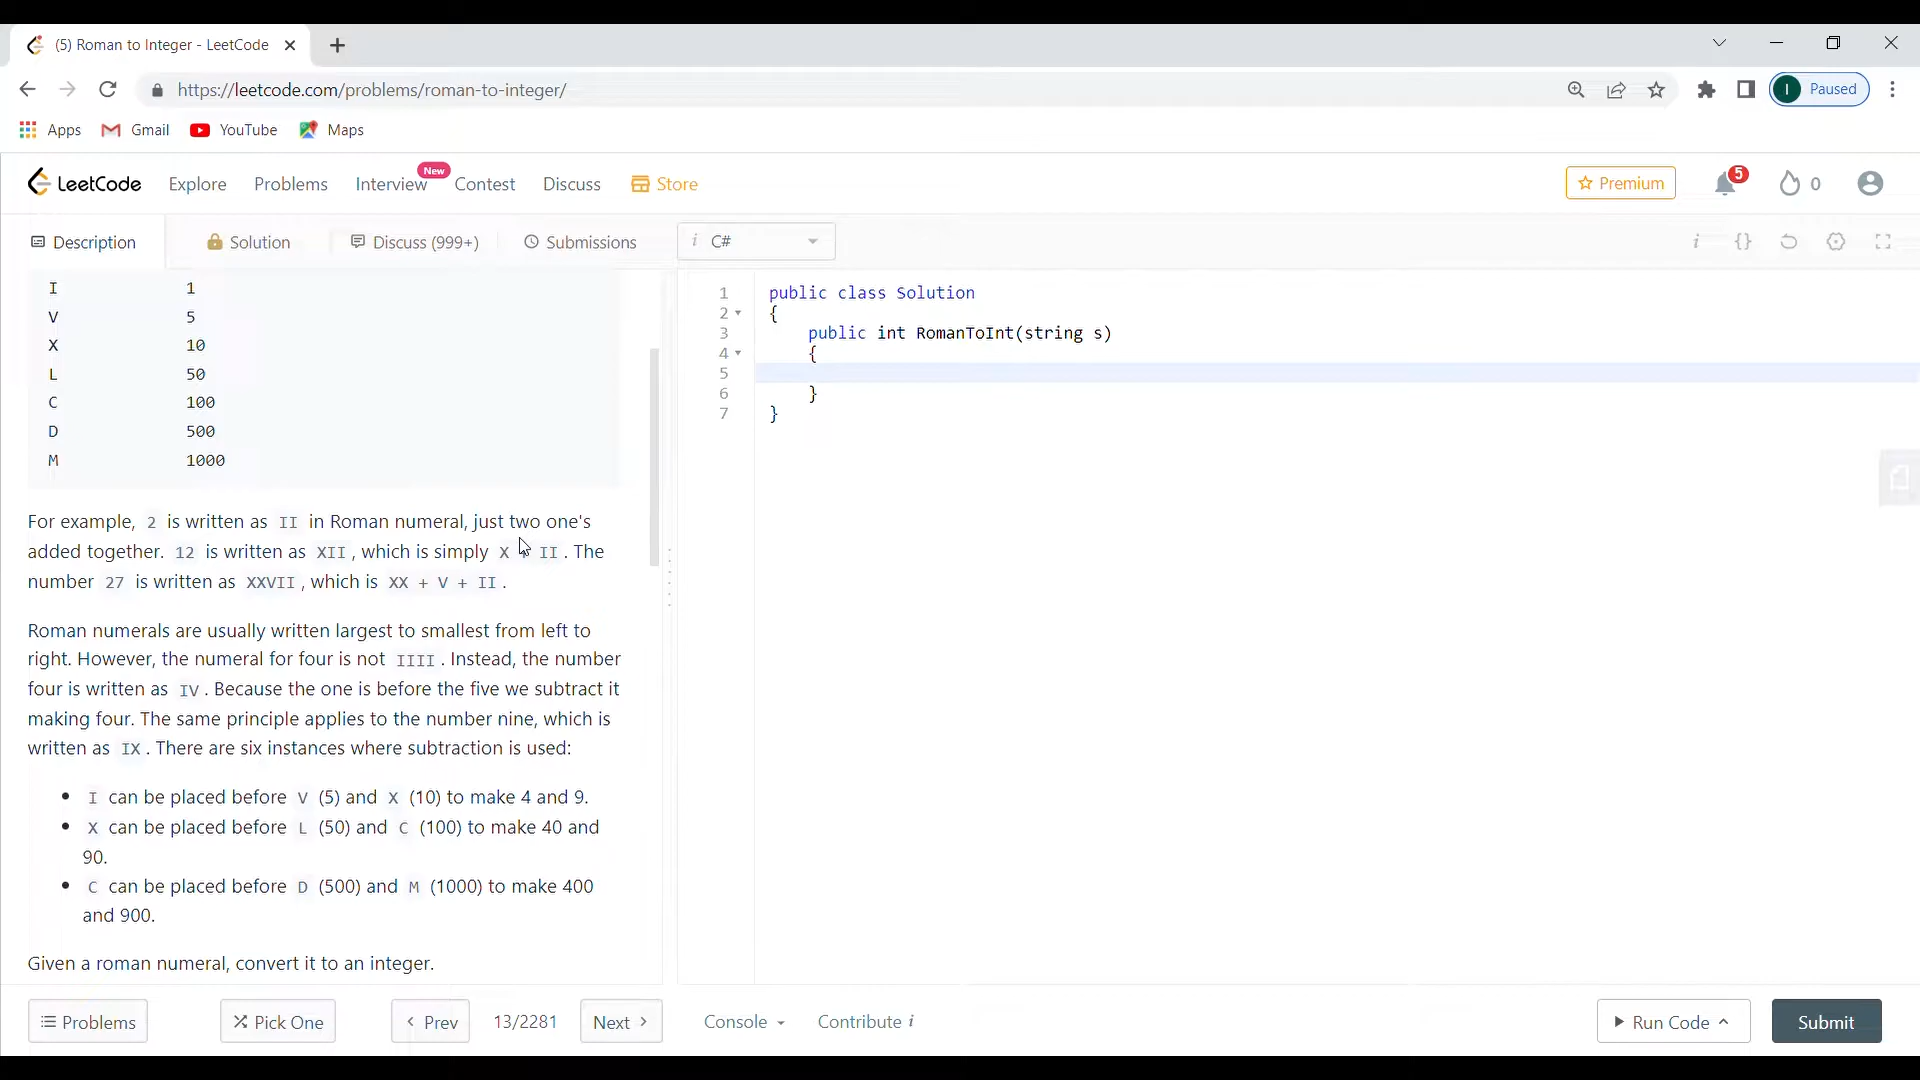 (5) Roman to Integer - LeetCode
https://leetcode.com/problems/roman-to-integer/
I Paused
Apps Gmail YouTube Maps
LeetCode Explore Problems Interview New Contest Discuss Store Premium 5 0
Description Solution Discuss (999+) Submissions i C# i {}
I 1
V 5
X 10
L 50
C 100
D 500
M 1000
For example, 2 is written as II in Roman numeral, just two one's
added together. 12 is written as XII, which is simply X + II. The
number 27 is written as XXVII, which is XX + V + II.
Roman numerals are usually written largest to smallest from left to
right. However, the numeral for four is not IIII. Instead, the number
four is written as IV. Because the one is before the five we subtract it
making four. The same principle applies to the number nine, which is
written as IX. There are six instances where subtraction is used:
• I can be placed before V (5) and X (10) to make 4 and 9.
• X can be placed before L (50) and C (100) to make 40 and
90.
• C can be placed before D (500) and M (1000) to make 400
and 900.
Given a roman numeral, convert it to an integer.
1 public class Solution
2 {
3 public int RomanToInt(string s)
4 {
5
6 }
7 }
Problems Pick One Prev 13/2281 Next Console Contribute i Run Code Submit